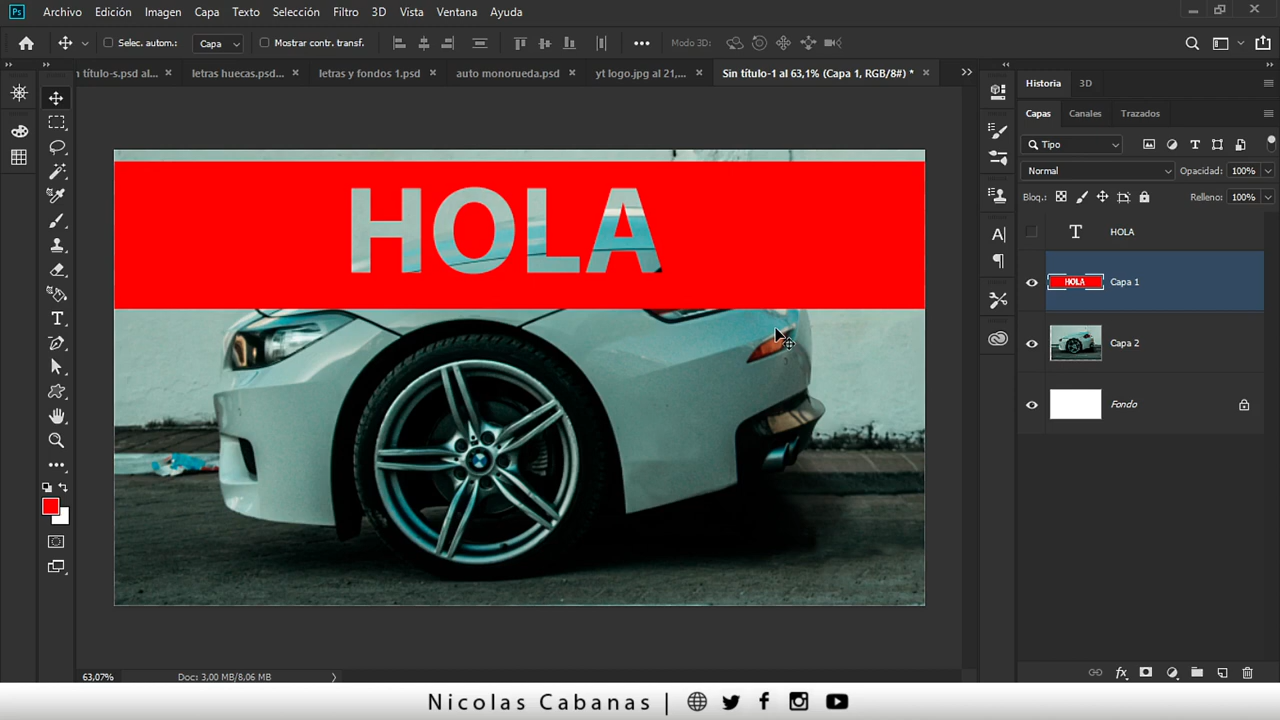 Ps Archivo Edición Imagen Capa Texto Selección Filtro 3D Vista Ventana Ayuda
Selec. autom.: Capa Mostrar contr. transf. Modo 3D:
n título-s.psd al... × letras huecas.psd... × letras y fondos 1.psd × auto monorueda.psd × yt logo.jpg al 21,... × Sin título-1 al 63,1% (Capa 1, RGB/8#) * ×
Historia 3D
Capas Canales Trazados
Tipo
Normal Opacidad: 100%
Bloq.: Relleno: 100%
HOLA
T HOLA
HOLA Capa 1
Capa 2
Fondo
63,07% Doc: 3,00 MB/8,06 MB
Nicolas Cabanas |